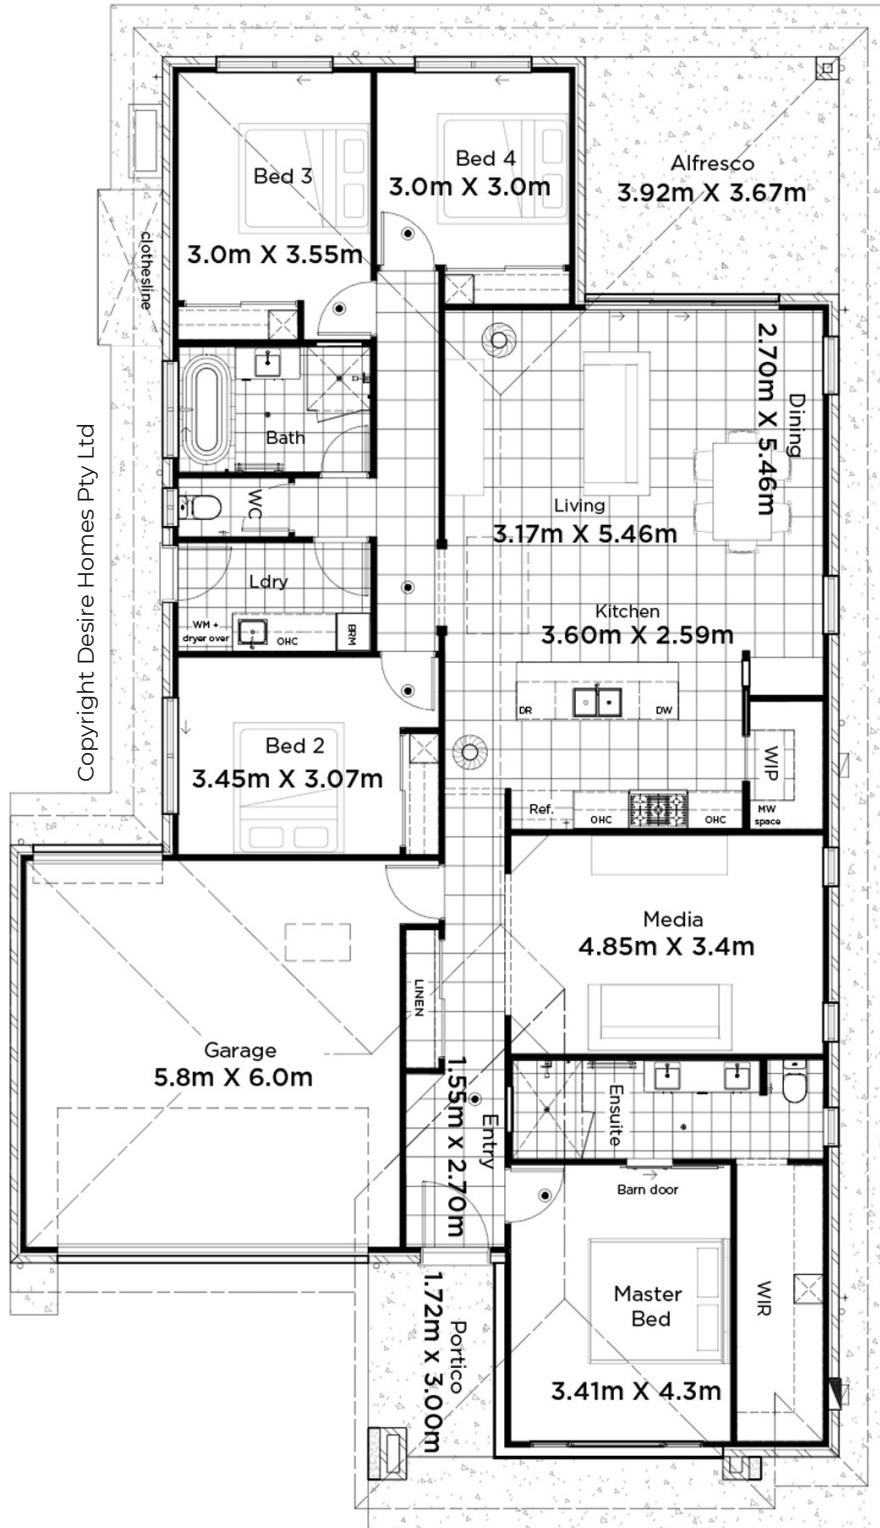 Bed 3
3.0m X 3.55m
Bed 4
3.0m X 3.0m
Alfresco
3.92m X 3.67m
clothesline
Dining
2.70m X 5.46m
Bath
WC
Living
3.17m X 5.46m
Ldry
WM +
dryer over
OHC
BRM
Kitchen
3.60m X 2.59m
DR
DW
Copyright Desire Homes Pty Ltd
Bed 2
3.45m X 3.07m
WIP
MW
space
Ref.
OHC
OHC
Media
4.85m X 3.4m
LINEN
Garage
5.8m X 6.0m
Entry
1.55m X 2.70m
Ensuite
Barn door
Master
Bed
3.41m X 4.3m
WIR
Portico
1.72m X 3.00m